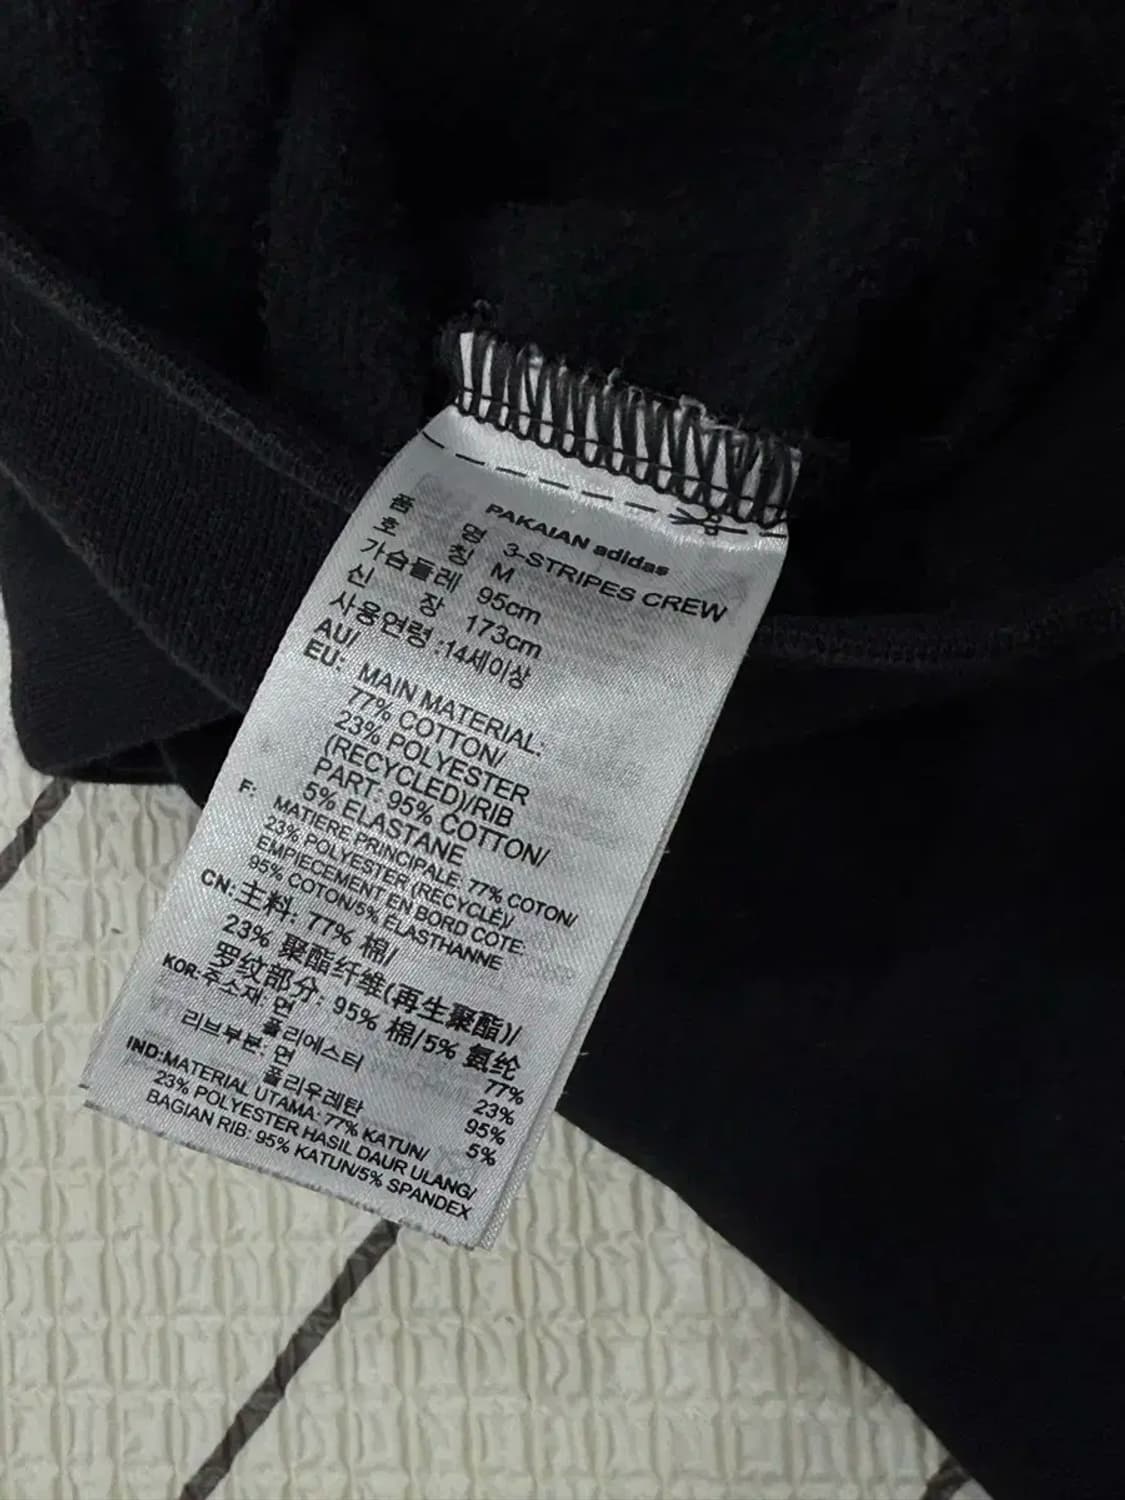 PAKAIAN adidas
품 명 3-STRIPES CREW
호 칭 M
가슴둘레 95cm
신 장 173cm
사용연령 :14세이상
AU/
EU: MAIN MATERIAL:
77% COTTON/
23% POLYESTER
(RECYCLED)/RIB
PART: 95% COTTON/
5% ELASTANE
F: MATIERE PRINCIPALE: 77% COTON/
23% POLYESTER (RECYCLÉ)/
EMPIECEMENT EN BORD COTE:
95% COTON/5% ELASTHANNE
CN: 主料: 77% 棉/
23% 聚酯纤维(再生聚酯)/
罗纹部分: 95% 棉/5% 氨纶
KOR: 주소재: 면 77%
폴리에스터 23%
리브부분: 면 95%
폴리우레탄 5%
IND:MATERIAL UTAMA: 77% KATUN/
23% POLYESTER HASIL DAUR ULANG/
BAGIAN RIB: 95% KATUN/5% SPANDEX